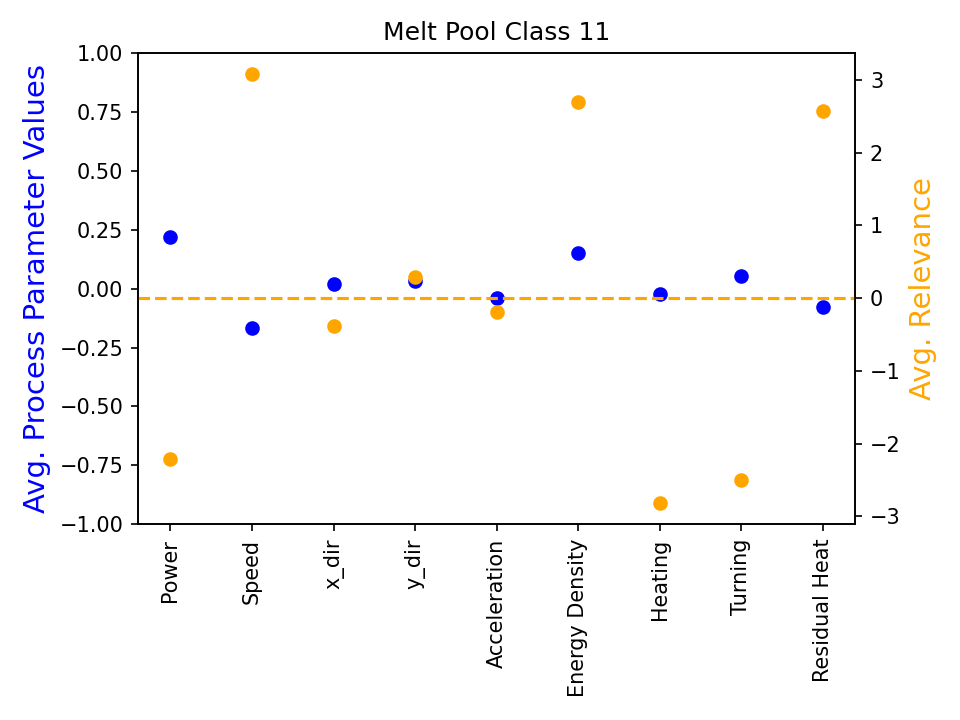 Melt Pool Class 11
Avg. Process Parameter Values
1.00
0.75
0.50
0.25
0.00
−0.25
−0.50
−0.75
−1.00
3
2
1
0
−1
−2
−3
Avg. Relevance
Power
Speed
x_dir
y_dir
Acceleration
Energy Density
Heating
Turning
Residual Heat